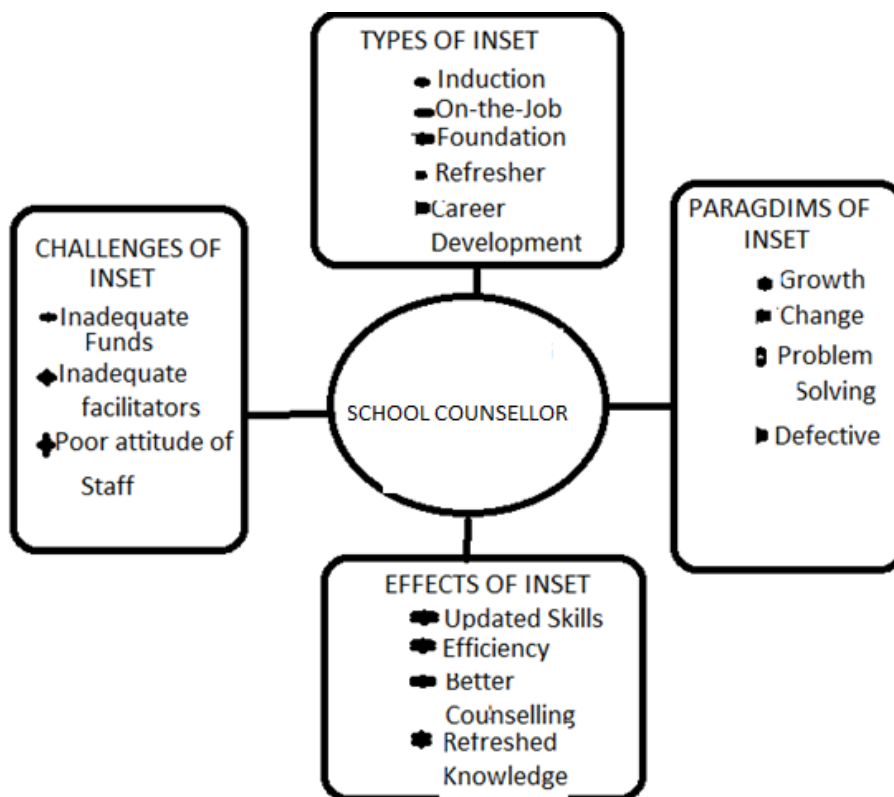 TYPES OF INSET
Induction
On-the-Job
Foundation
Refresher
Career
Development
CHALLENGES OF
INSET
Inadequate
Funds
Inadequate
facilitators
Poor attitude of
Staff
SCHOOL COUNSELLOR
PARAGDIMS OF
INSET
Growth
Change
Problem
Solving
Defective
EFFECTS OF INSET
Updated Skills
Efficiency
Better
Counselling
Refreshed
Knowledge